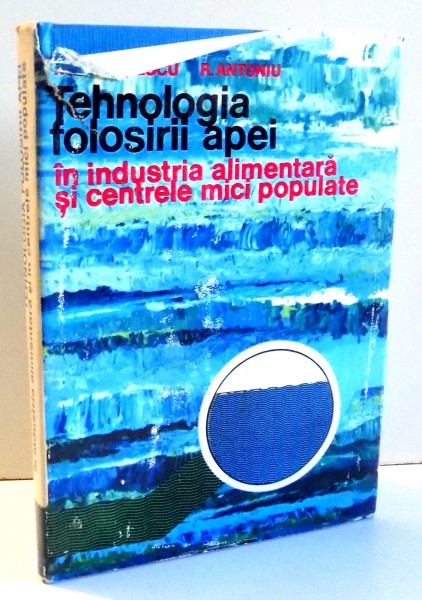 R. ANTONIU
Tehnologia
folosirii apei
în industria alimentară
și centrele mici populate